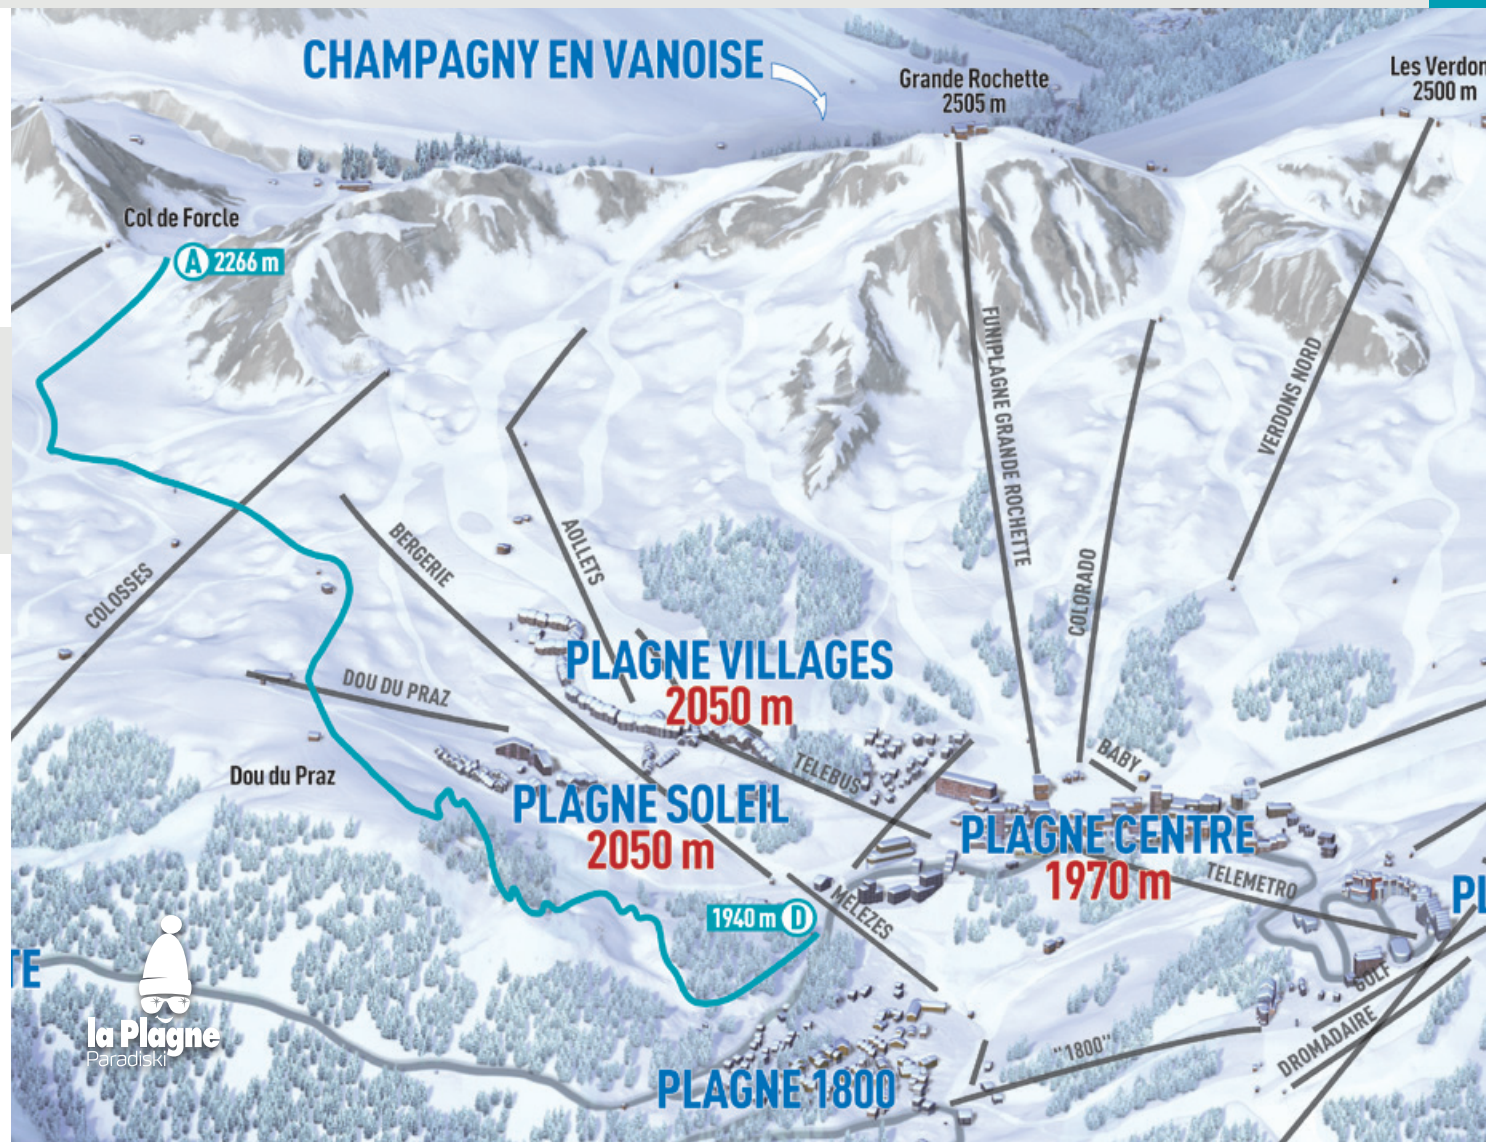 CHAMPAGNY EN VANOISE
Grande Rochette
2505 m
Les Verdon
2500 m
Col de Forcle
A 2266 m
FUNIPLAGNE GRANDE ROCHETTE
VERDONS NORD
COLORADO
AOLLETS
BERGERIE
COLOSSES
PLAGNE VILLAGES
2050 m
DOU DU PRAZ
Dou du Praz
TELEBUS
BABY
PLAGNE SOLEIL
2050 m
PLAGNE CENTRE
1970 m
TELEMETRO
PL
MELEZES
1940 m D
TE
GOLF
la Plagne
Paradiski
"1800"
DROMADAIRE
PLAGNE 1800